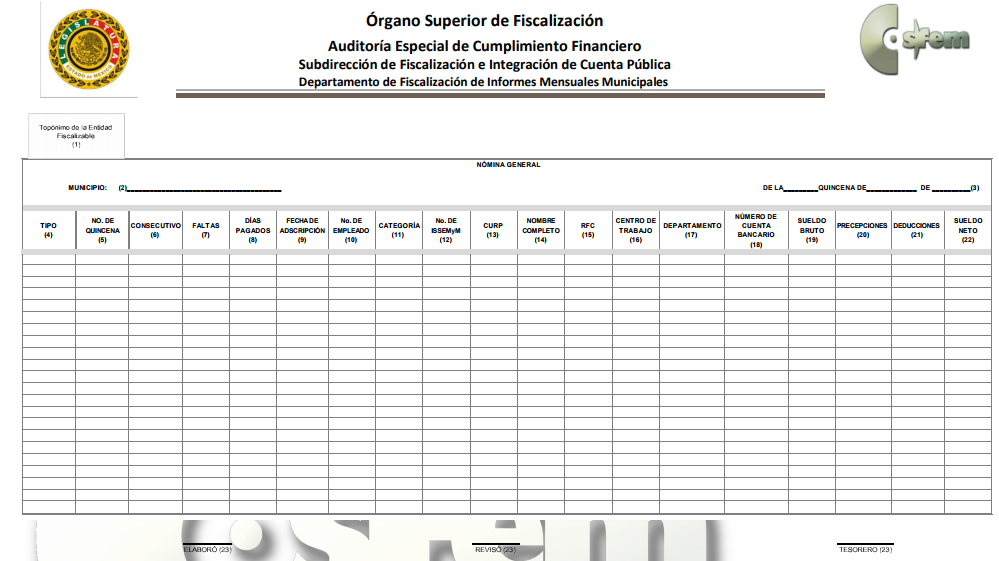 Órgano Superior de Fiscalización
Auditoría Especial de Cumplimiento Financiero
Subdirección de Fiscalización e Integración de Cuenta Pública
Departamento de Fiscalización de Informes Mensuales Municipales
LEGISLATURA
ESTADO DE MÉXICO
osfem
Topónimo de la Entidad
Fiscalizable
(1)
NÓMINA GENERAL
MUNICIPIO: (2)
DE LA QUINCENA DE DE (3)
TIPO
(4)
NO. DE
QUINCENA
(5)
CONSECUTIVO
(6)
FALTAS
(7)
DÍAS
PAGADOS
(8)
FECHA DE
ADSCRIPCIÓN
(9)
No. DE
EMPLEADO
(10)
CATEGORÍA
(11)
No. DE
ISSEMyM
(12)
CURP
(13)
NOMBRE
COMPLETO
(14)
RFC
(15)
CENTRO DE
TRABAJO
(16)
DEPARTAMENTO
(17)
NÚMERO DE
CUENTA
BANCARIO
(18)
SUELDO
BRUTO
(19)
PRECEPCIONES
(20)
DEDUCCIONES
(21)
SUELDO
NETO
(22)
ELABORÓ (23)
REVISÓ (23)
TESORERO (23)